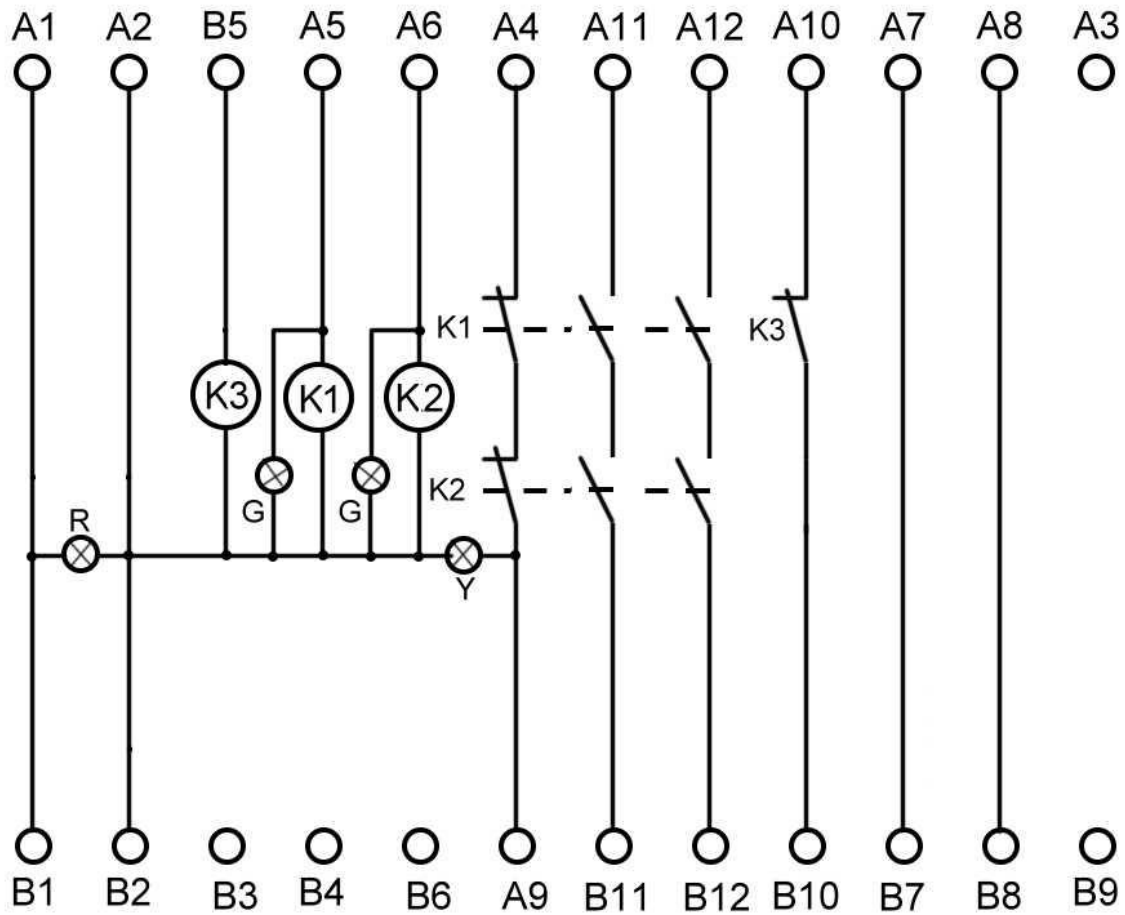 A1 A2 B5 A5 A6 A4 A11 A12 A10 A7 A8 A3
K1 K3
K3 K1 K2
K2
G G
R
Y
B1 B2 B3 B4 B6 A9 B11 B12 B10 B7 B8 B9